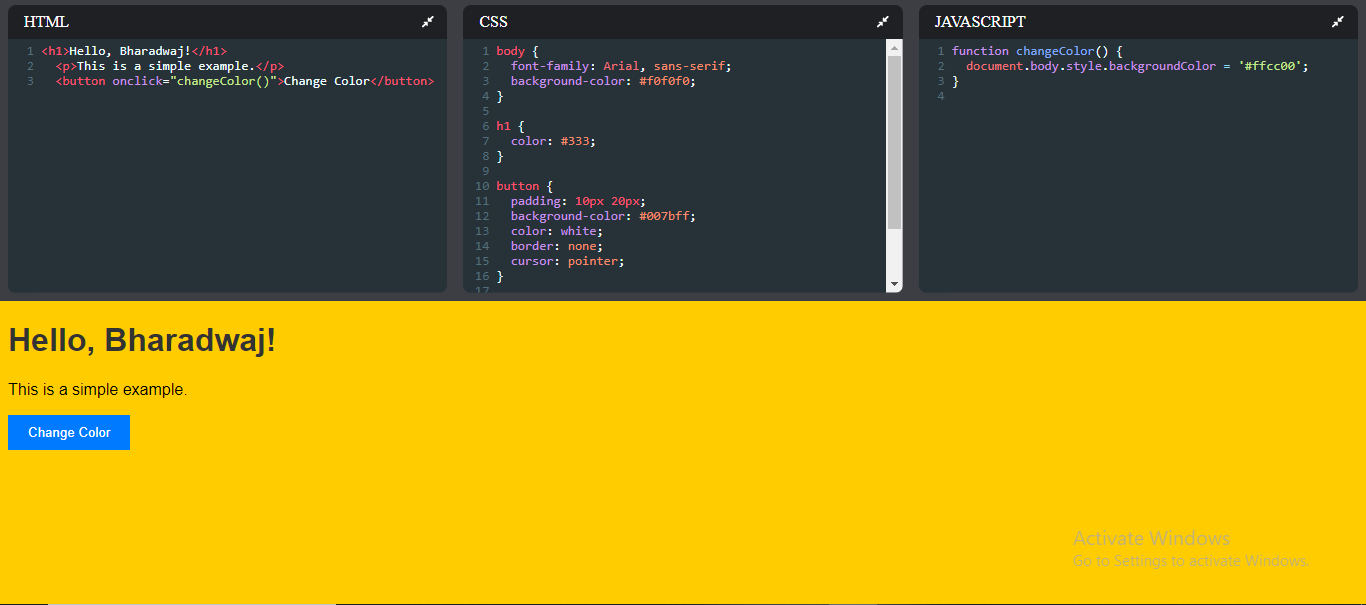 HTML
1 <h1>Hello, Bharadwaj!</h1>
2   <p>This is a simple example.</p>
3   <button onclick="changeColor()">Change Color</button>
CSS
1 body {
2   font-family: Arial, sans-serif;
3   background-color: #f0f0f0;
4 }
5
6 h1 {
7   color: #333;
8 }
9
10 button {
11   padding: 10px 20px;
12   background-color: #007bff;
13   color: white;
14   border: none;
15   cursor: pointer;
16 }
17
JAVASCRIPT
1 function changeColor() {
2   document.body.style.backgroundColor = '#ffcc00';
3 }
4
Hello, Bharadwaj!
This is a simple example.
Change Color
Activate Windows
Go to Settings to activate Windows.